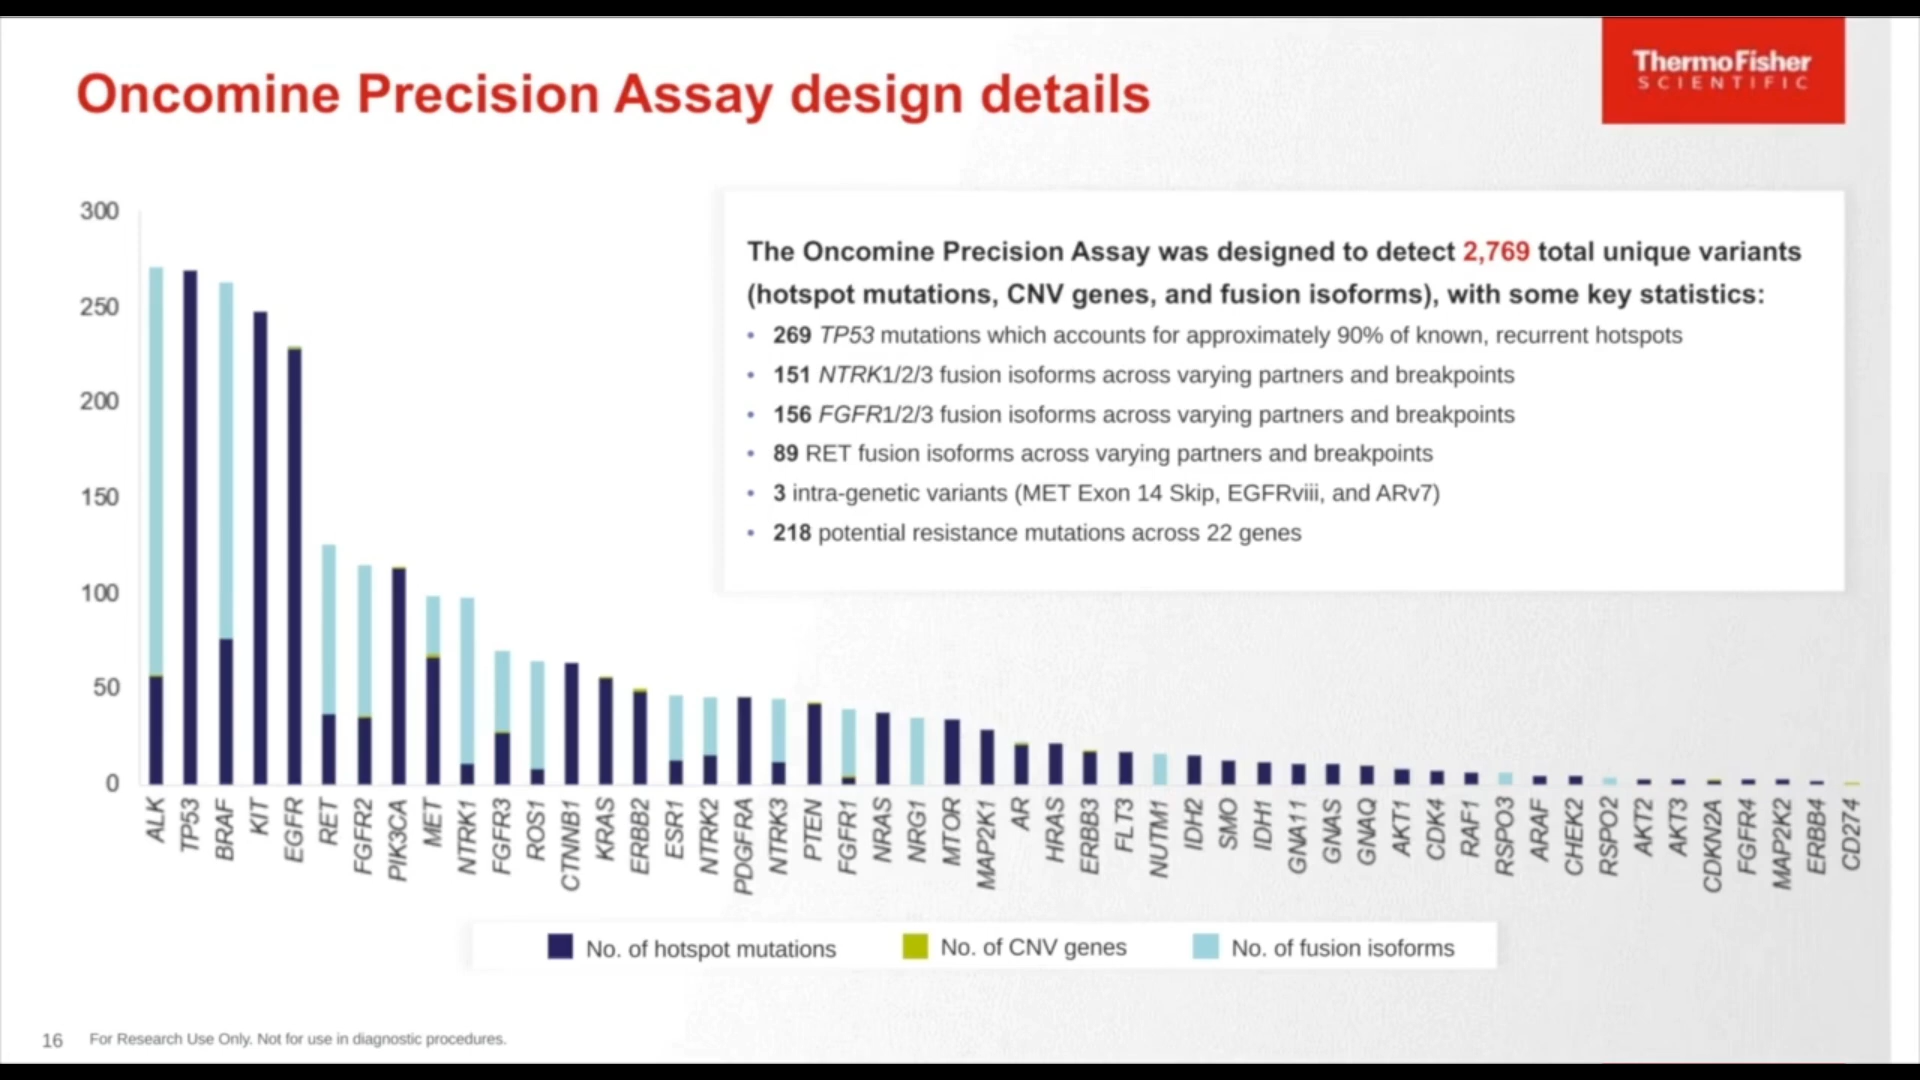 Oncomine Precision Assay design details
ThermoFisher
SCIENTIFIC
The Oncomine Precision Assay was designed to detect 2,769 total unique variants
(hotspot mutations, CNV genes, and fusion isoforms), with some key statistics:
• 269 TP53 mutations which accounts for approximately 90% of known, recurrent hotspots
• 151 NTRK1/2/3 fusion isoforms across varying partners and breakpoints
• 156 FGFR1/2/3 fusion isoforms across varying partners and breakpoints
• 89 RET fusion isoforms across varying partners and breakpoints
• 3 intra-genetic variants (MET Exon 14 Skip, EGFRviii, and ARv7)
• 218 potential resistance mutations across 22 genes
300
250
200
150
100
50
0
ALK
TP53
BRAF
KIT
EGFR
RET
FGFR2
PIK3CA
MET
NTRK1
FGFR3
ROS1
CTNNB1
KRAS
ERBB2
ESR1
NTRK2
PDGFRA
NTRK3
PTEN
FGFR1
NRAS
NRG1
MTOR
MAP2K1
AR
HRAS
ERBB3
FLT3
NUTM1
IDH2
SMO
IDH1
GNA11
GNAS
GNAQ
AKT1
CDK4
RAF1
RSPO3
ARAF
CHEK2
RSPO2
AKT2
AKT3
CDKN2A
FGFR4
MAP2K2
ERBB4
CD274
No. of hotspot mutations
No. of CNV genes
No. of fusion isoforms
16
For Research Use Only. Not for use in diagnostic procedures.